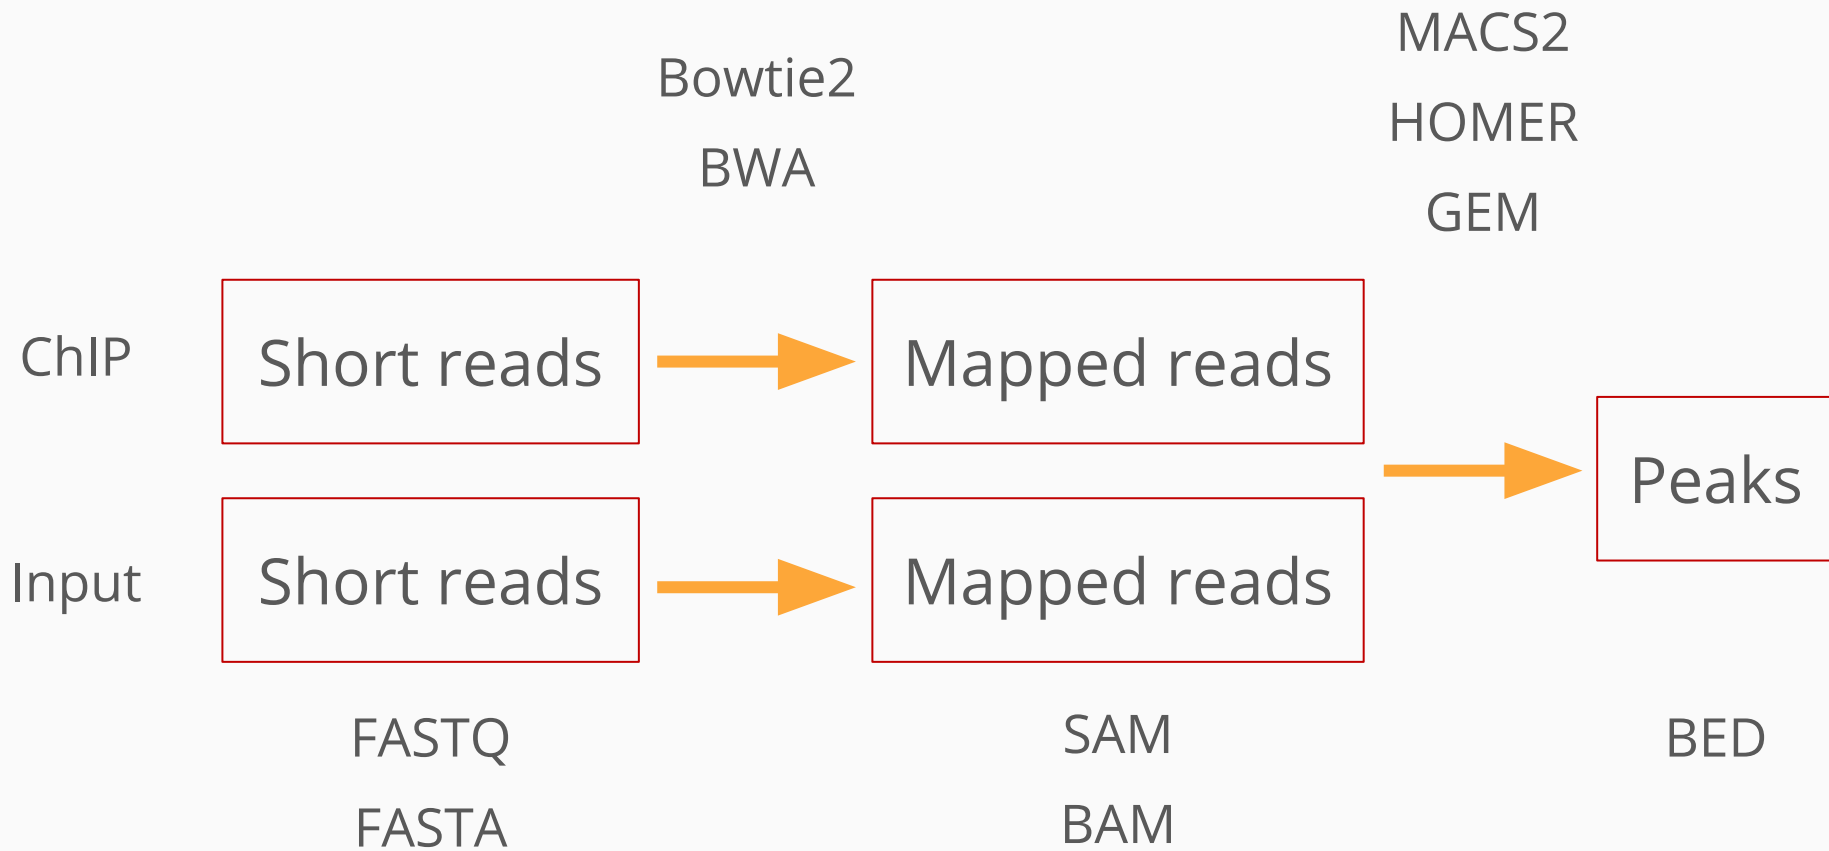 MACS2
Bowtie2
HOMER
BWA
GEM
ChIP
Short reads
Mapped reads
Peaks
Input
Short reads
Mapped reads
FASTQ
SAM
BED
FASTA
BAM